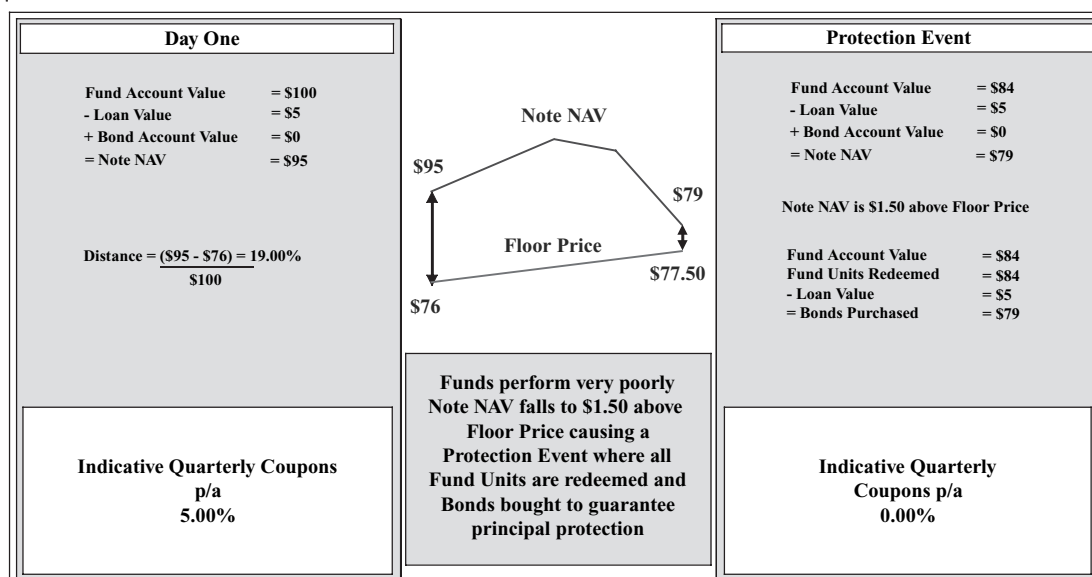 Day One
Fund Account Value = $100
- Loan Value = $5
+ Bond Account Value = $0
= Note NAV = $95
Distance = ($95 - $76) = 19.00%
$100
Indicative Quarterly Coupons
p/a
5.00%
Note NAV
$95
$79
Floor Price
$77.50
$76
Funds perform very poorly
Note NAV falls to $1.50 above
Floor Price causing a
Protection Event where all
Fund Units are redeemed and
Bonds bought to guarantee
principal protection
Protection Event
Fund Account Value = $84
- Loan Value = $5
+ Bond Account Value = $0
= Note NAV = $79
Note NAV is $1.50 above Floor Price
Fund Account Value = $84
Fund Units Redeemed = $84
- Loan Value = $5
= Bonds Purchased = $79
Indicative Quarterly
Coupons p/a
0.00%